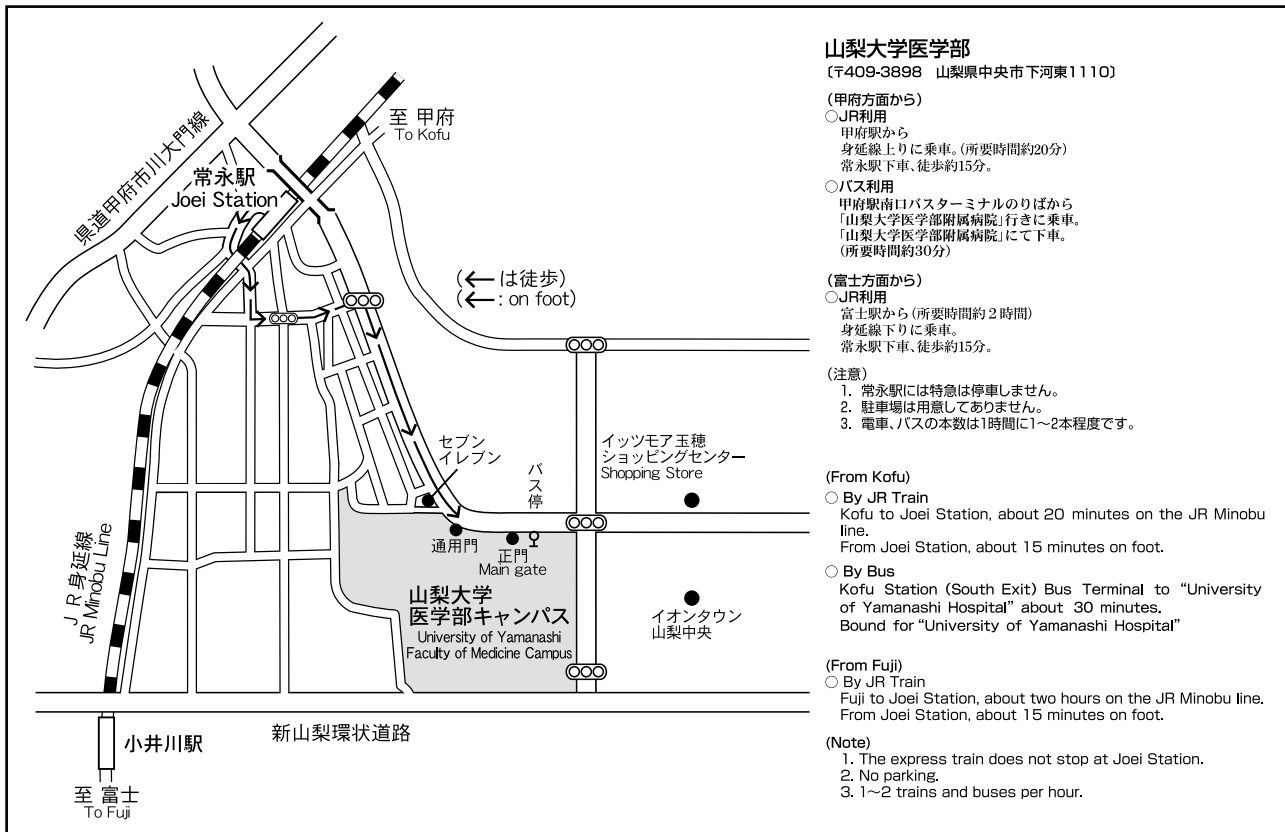 県道甲府市川大門線
至 甲府
To Kofu
常永駅
Joei Station
(← は徒歩)
(← : on foot)
セブン
イレブン
バス停
イッツモア玉穂
ショッピングセンター
Shopping Store
通用門
正門
Main gate
山梨大学
医学部キャンパス
University of Yamanashi
Faculty of Medicine Campus
イオンタウン
山梨中央
JR身延線
JR Minobu Line
小井川駅
新山梨環状道路
至 富士
To Fuji
山梨大学医学部
〔〒409-3898 山梨県中央市下河東1110〕
(甲府方面から)
○JR利用
甲府駅から
身延線上りに乗車。(所要時間約20分)
常永駅下車、徒歩約15分。
○バス利用
甲府駅南口バスターミナルのりばから
「山梨大学医学部附属病院」行きに乗車。
「山梨大学医学部附属病院」にて下車。
(所要時間約30分)
(富士方面から)
○JR利用
富士駅から(所要時間約2時間)
身延線下りに乗車。
常永駅下車、徒歩約15分。
(注意)
1. 常永駅には特急は停車しません。
2. 駐車場は用意してありません。
3. 電車、バスの本数は1時間に1~2本程度です。
(From Kofu)
○ By JR Train
Kofu to Joei Station, about 20 minutes on the JR Minobu
line.
From Joei Station, about 15 minutes on foot.
○ By Bus
Kofu Station (South Exit) Bus Terminal to “University
of Yamanashi Hospital” about 30 minutes.
Bound for “University of Yamanashi Hospital”
(From Fuji)
○ By JR Train
Fuji to Joei Station, about two hours on the JR Minobu line.
From Joei Station, about 15 minutes on foot.
(Note)
1. The express train does not stop at Joei Station.
2. No parking.
3. 1~2 trains and buses per hour.